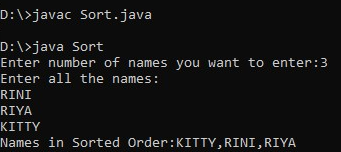 D:\>javac Sort.java
D:\>java Sort
Enter number of names you want to enter:3
Enter all the names:
RINI
RIYA
KITTY
Names in Sorted Order:KITTY,RINI,RIYA